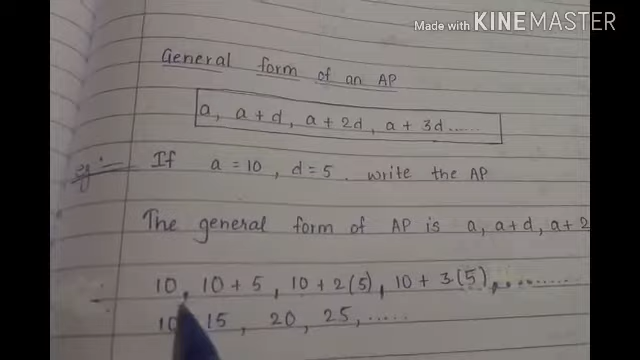 Made with KINEMASTER
General form of an AP
a, a + d, a + 2d, a + 3d......
eg :- If a = 10, d = 5. write the AP
The general form of AP is a, a+d, a+2
10, 10 + 5, 10 + 2(5), 10 + 3(5), ........
10 15, 20, 25, .....